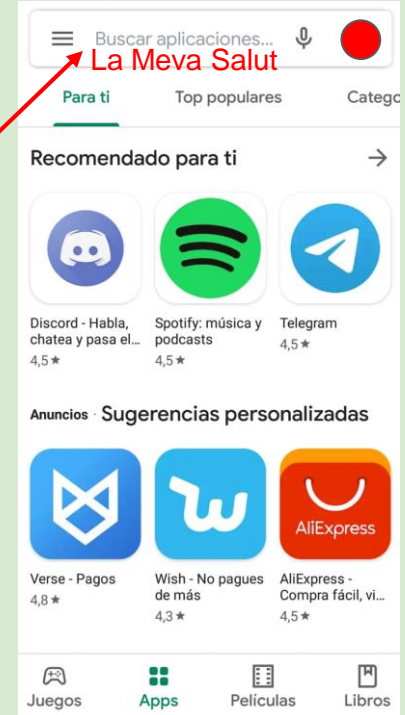 Buscar aplicaciones...
La Meva Salut
Para ti Top populares Catego
Recomendado para ti
Discord - Habla, chatea y pasa el...
4,5★
Spotify: música y podcasts
4,5★
Telegram
4,5★
Anuncios · Sugerencias personalizadas
AliExpress
Verse - Pagos
4,8★
Wish - No pagues de más
4,3★
AliExpress - Compra fácil, vi...
4,5★
Juegos Apps Películas Libros